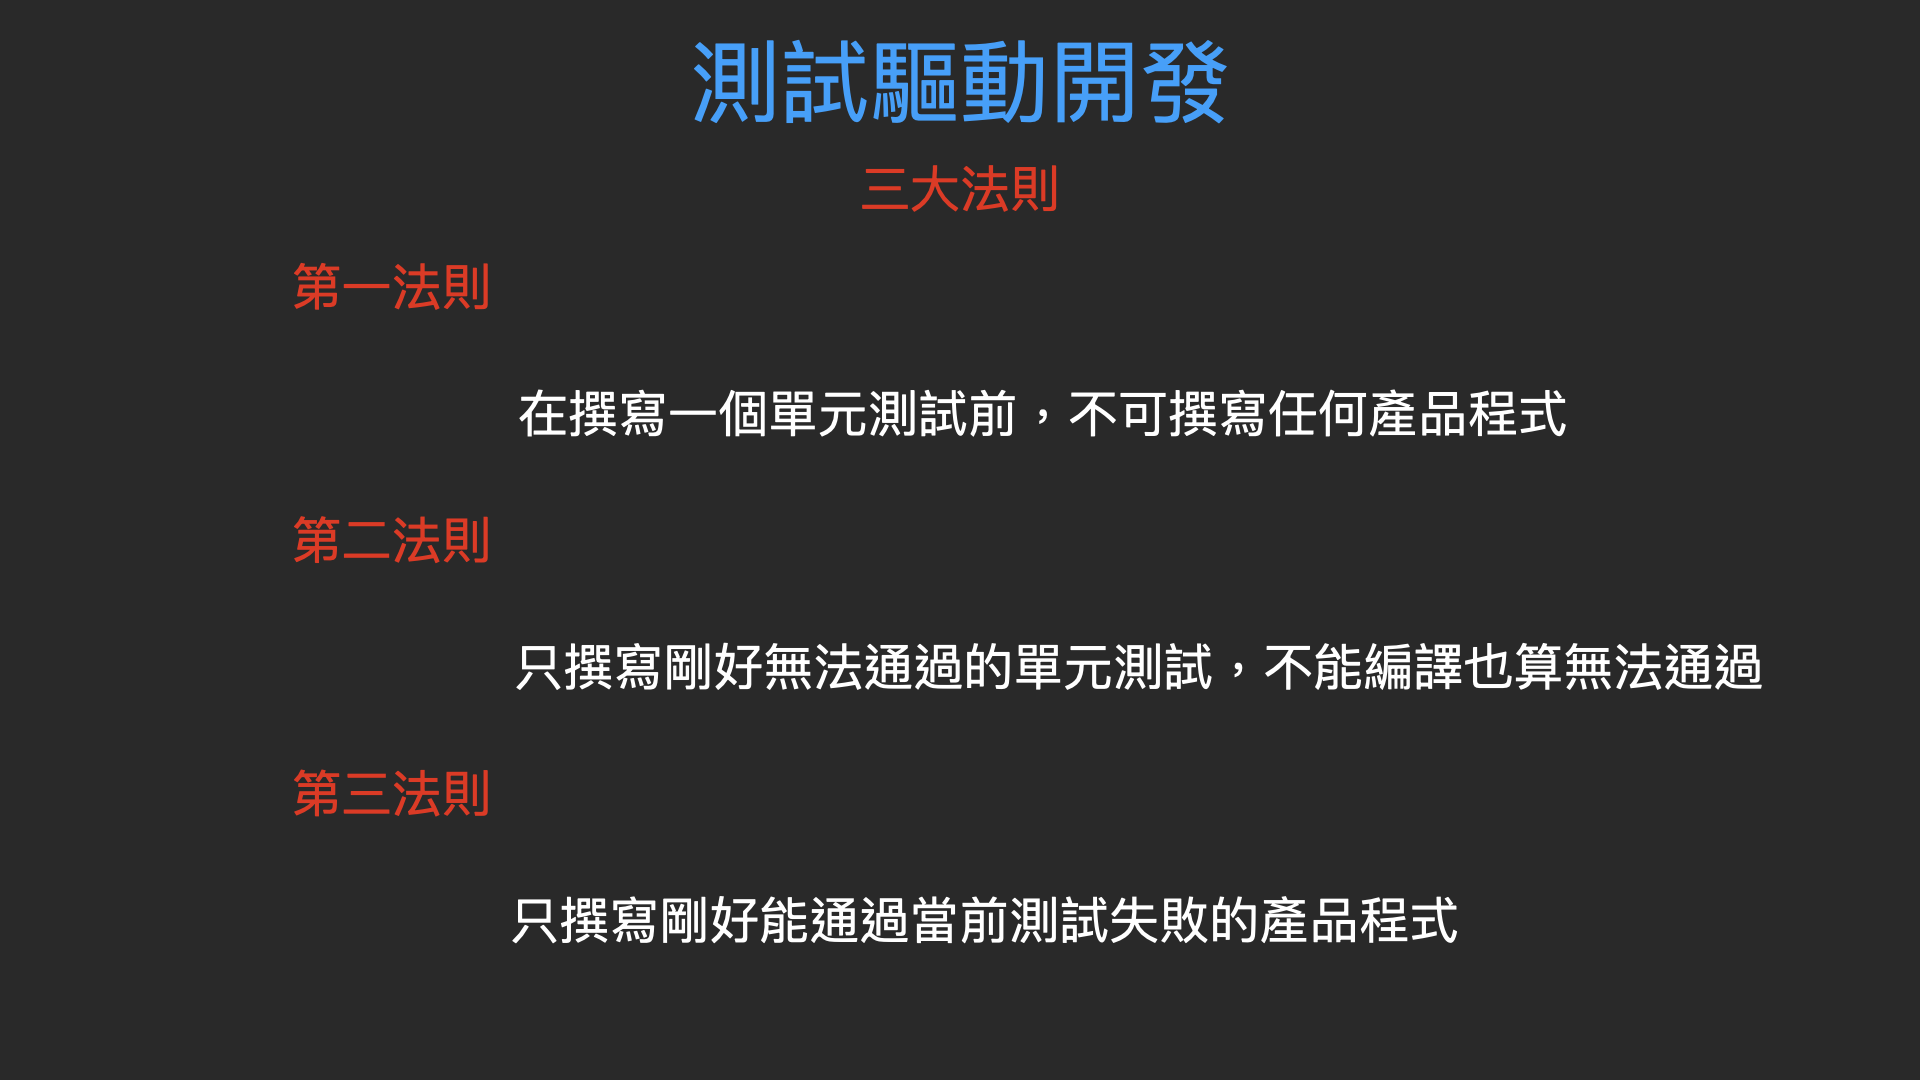 測試驅動開發
三大法則
第一法則
在撰寫一個單元測試前，不可撰寫任何產品程式
第二法則
只撰寫剛好無法通過的單元測試，不能編譯也算無法通過
第三法則
只撰寫剛好能通過當前測試失敗的產品程式